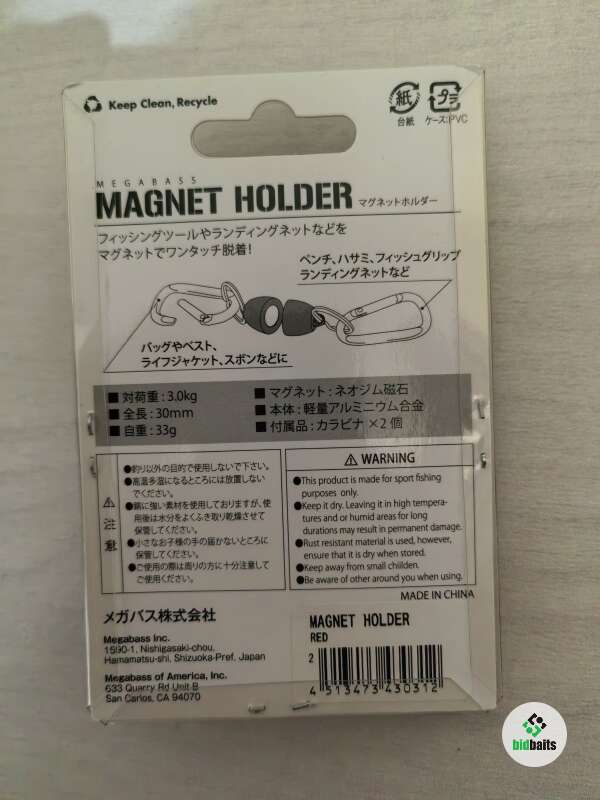 Keep Clean, Recycle
紙
台紙
プラ
ケース:PVC
MEGABASS
MAGNET HOLDER マグネットホルダー
フィッシングツールやランディングネットなどを
マグネットでワンタッチ脱着!
ペンチ、ハサミ、フィッシュグリップ
ランディングネットなど
バッグやベスト、
ライフジャケット、ズボンなどに
■対荷重:3.0kg
■全長:30mm
■自重:33g
■マグネット:ネオジム磁石
■本体:軽量アルミニウム合金
■付属品:カラビナ×2個
⚠注意
●釣り以外の目的で使用しないで下さい。
●高温多湿になるところには放置しない
でください。
●錆に強い素材を使用しておりますが、使
用後は水分をよくふき取り乾燥させて
保管してください。
●小さなお子様の手の届かないところに
保管してください。
●ご使用の際は周りの方に十分注意して
ご使用ください。
⚠ WARNING
●This product is made for sport fishing
purposes only.
●Keep it dry. Leaving it in high tempera-
tures and or humid areas for long
durations may result in permanent damage.
●Rust resistant material is used, however,
ensure that it is dry when stored.
●Keep away from small chiilden.
●Be aware of other around you when using.
MADE IN CHINA
メガバス株式会社
Megabass Inc.
1590-1, Nishigasaki-chou,
Hamamatsu-shi, Shizuoka-Pref, Japan
Megabass of America, Inc.
633 Quarry Rd Unit B
San Carlos, CA 94070
MAGNET HOLDER
RED
2
4 513473 430312
bidbaits